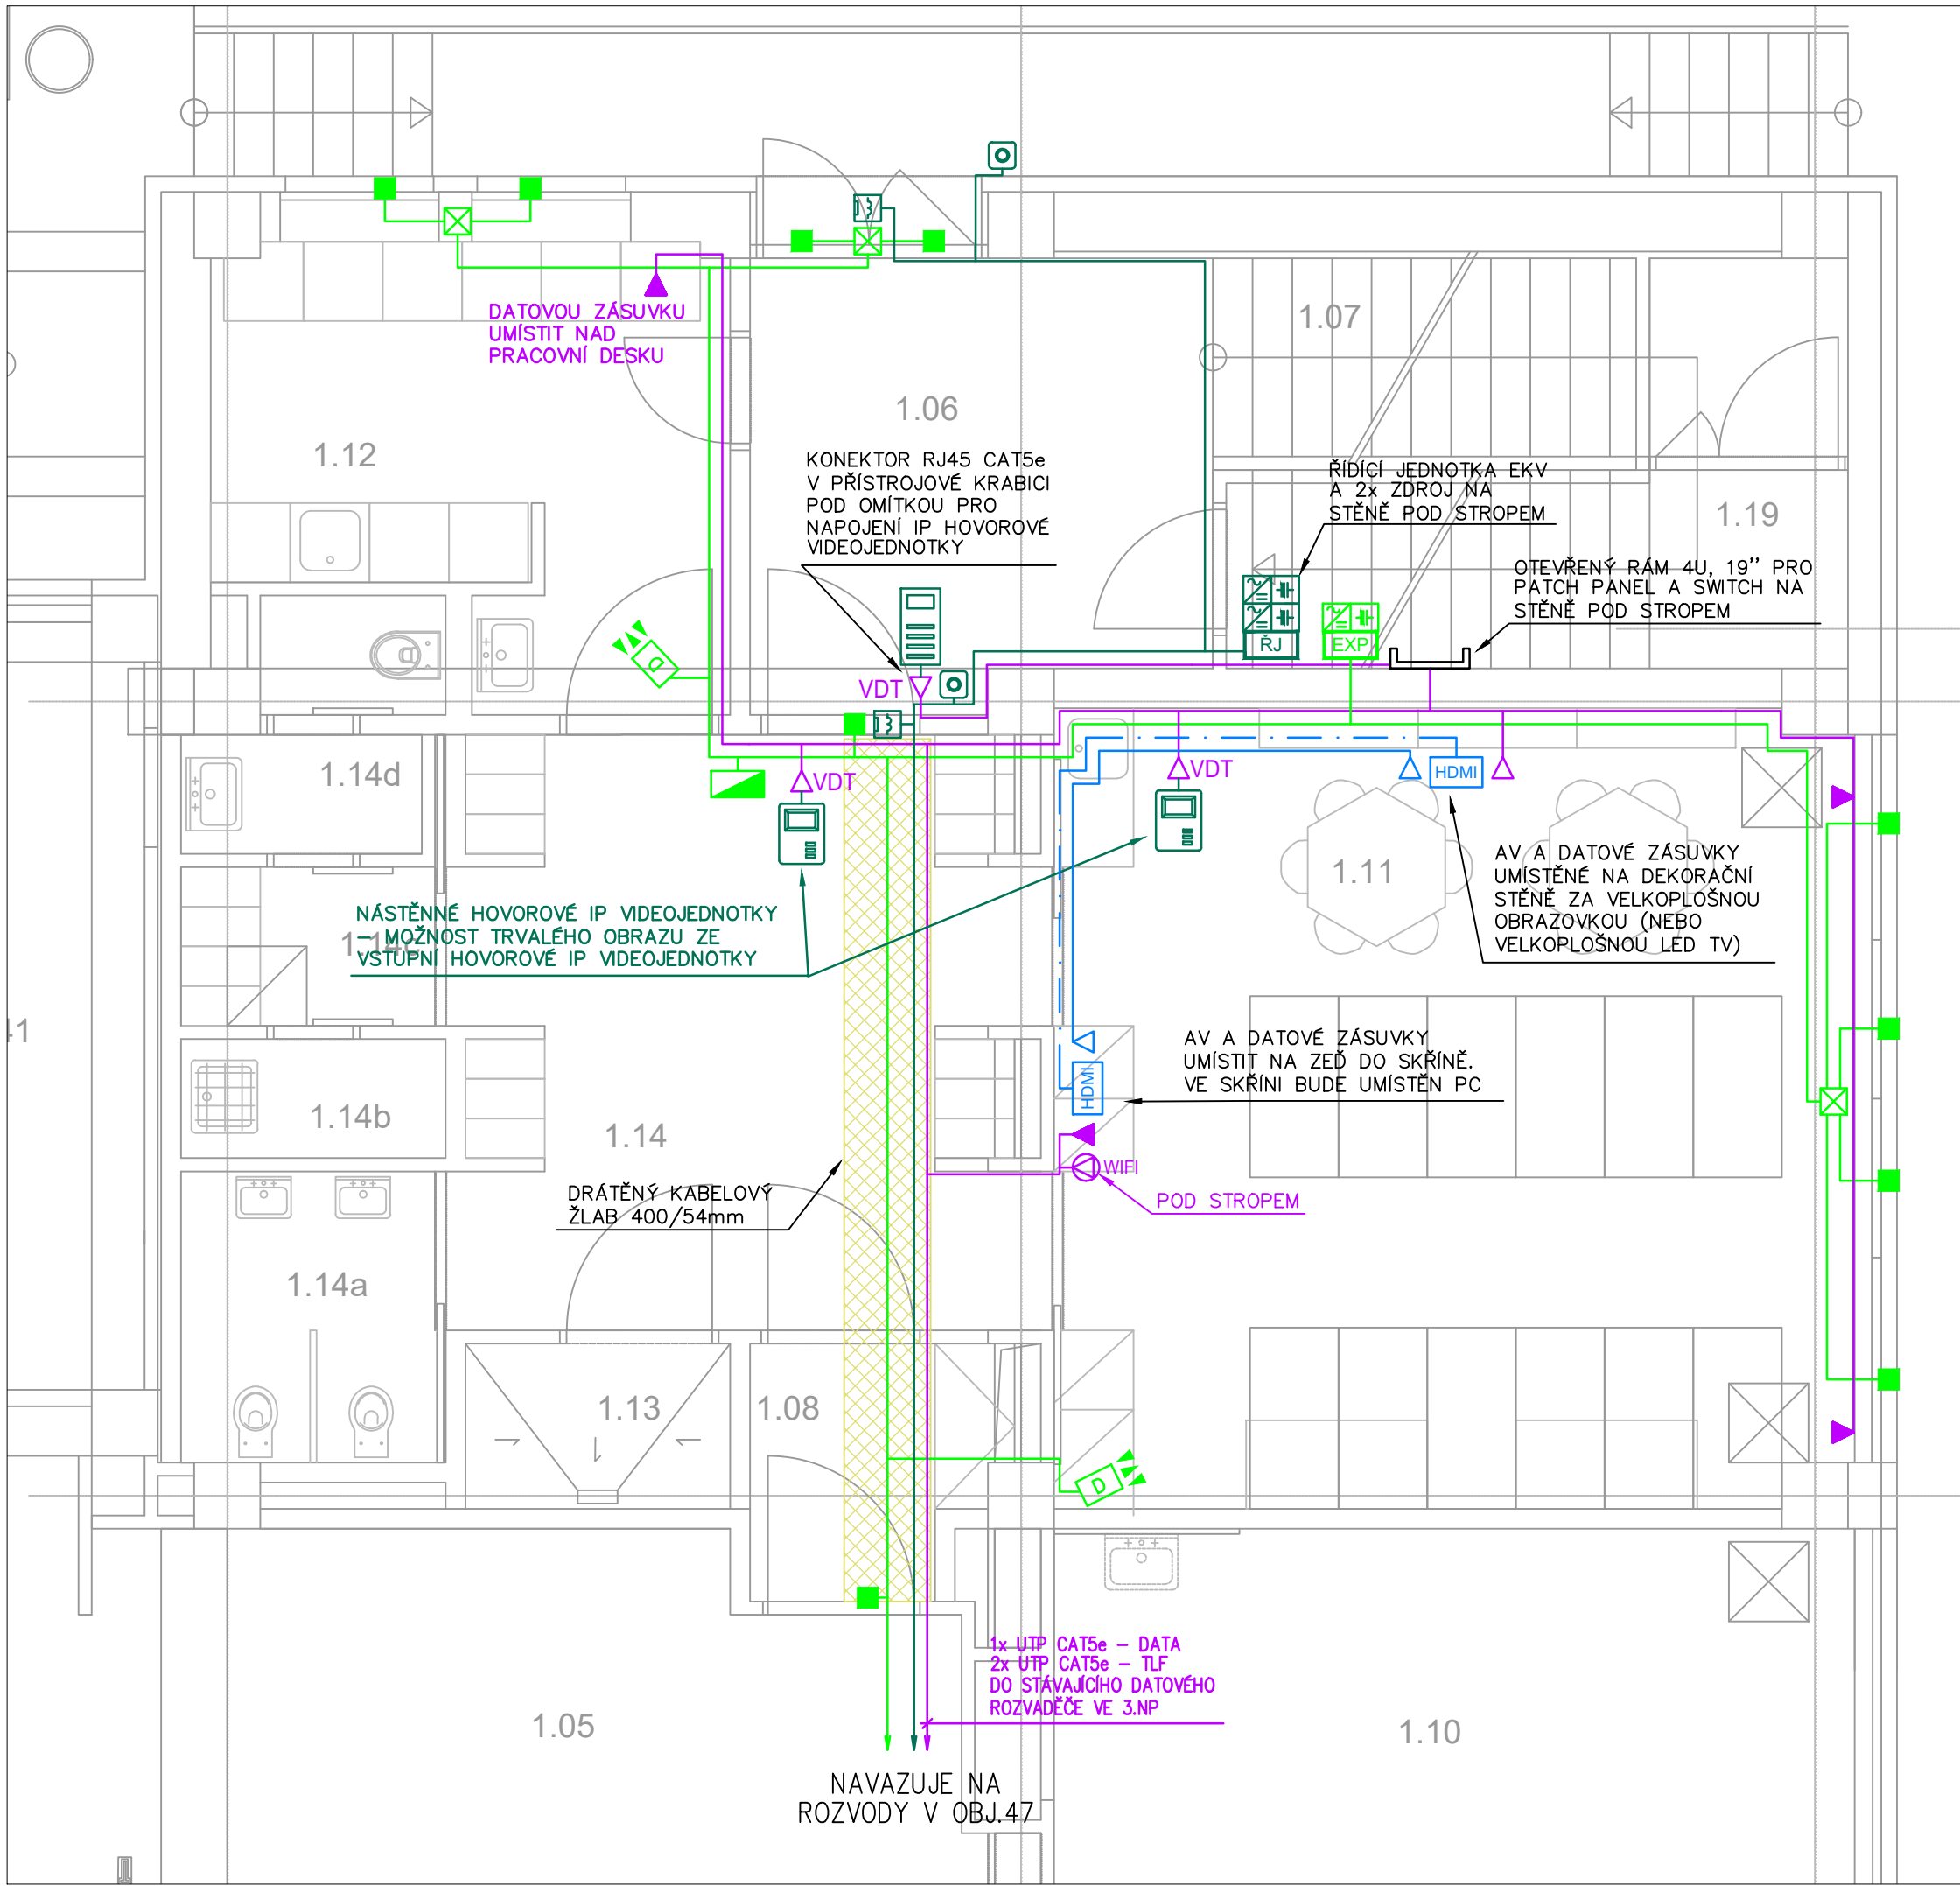 1.07
DATOVOU ZÁSUVKU
UMÍSTIT NAD
PRACOVNÍ DESKU
1.06
1.12
KONEKTOR RJ45 CAT5e
V PŘÍSTROJOVÉ KRABICI
POD OMÍTKOU PRO
NAPOJENÍ IP HOVOROVÉ
VIDEOJEDNOTKY
ŘÍDÍCÍ JEDNOTKA EKV
A 2x ZDROJ NA
STĚNĚ POD STROPEM
1.19
OTEVŘENÝ RÁM 4U, 19’’ PRO
PATCH PANEL A SWITCH NA
STĚNĚ POD STROPEM
ŘJ
EXP
D
VDT
1.14d
VDT
VDT
HDMI
1.11
AV A DATOVÉ ZÁSUVKY
UMÍSTĚNÉ NA DEKORAČNÍ
STĚNĚ ZA VELKOPLOŠNOU
OBRAZOVKOU (NEBO
VELKOPLOŠNOU LED TV)
NÁSTĚNNÉ HOVOROVÉ IP VIDEOJEDNOTKY
– MOŽNOST TRVALÉHO OBRAZU ZE
VSTUPNÍ HOVOROVÉ IP VIDEOJEDNOTKY
1.14c
41
AV A DATOVÉ ZÁSUVKY
UMÍSTIT NA ZEĎ DO SKŘÍNĚ.
VE SKŘÍNI BUDE UMÍSTĚN PC
HDMI
1.14b
1.14
WIFI
POD STROPEM
DRÁTĚNÝ KABELOVÝ
ŽLAB 400/54mm
1.14a
1.13
1.08
D
1x UTP CAT5e – DATA
2x UTP CAT5e – TLF
DO STÁVAJÍCÍHO DATOVÉHO
ROZVADĚČE VE 3.NP
1.05
1.10
NAVAZUJE NA
ROZVODY V OBJ.47